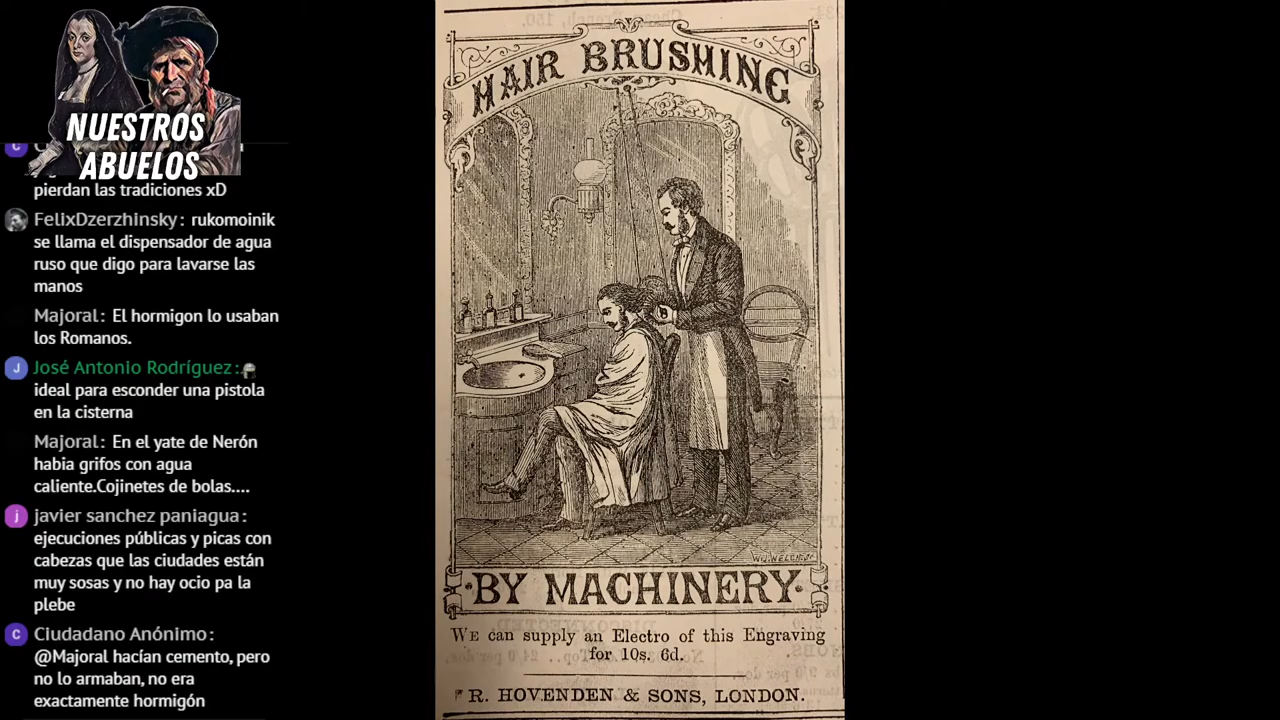 NUESTROS
ABUELOS
pierdan las tradiciones xD
FelixDzerzhinsky: rukomoinik
se llama el dispensador de agua
ruso que digo para lavarse las
manos
Majoral: El hormigon lo usaban
los Romanos.
J José Antonio Rodríguez:
ideal para esconder una pistola
en la cisterna
Majoral: En el yate de Nerón
habia grifos con agua
caliente.Cojinetes de bolas....
j javier sanchez paniagua:
ejecuciones públicas y picas con
cabezas que las ciudades están
muy sosas y no hay ocio pa la
plebe
C Ciudadano Anónimo:
@Majoral hacían cemento, pero
no lo armaban, no era
exactamente hormigón
HAIR BRUSHING
BY MACHINERY
WE can supply an Electro of this Engraving
for 10s. 6d.
R. HOVENDEN & SONS, LONDON.